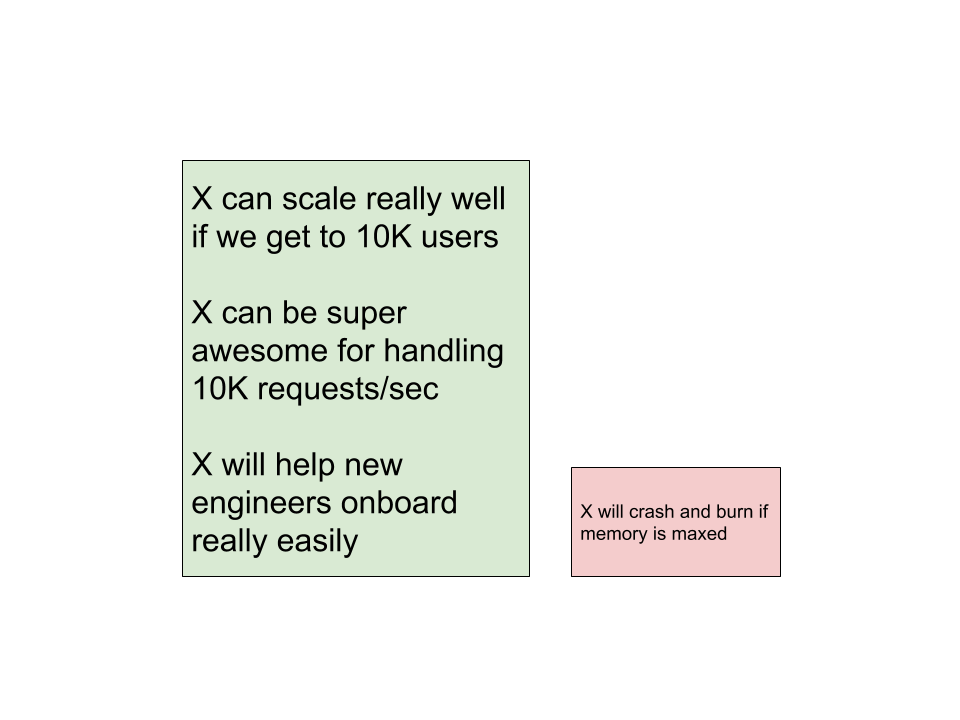 X can scale really well
if we get to 10K users
X can be super
awesome for handling
10K requests/sec
X will help new
engineers onboard
really easily
X will crash and burn if
memory is maxed